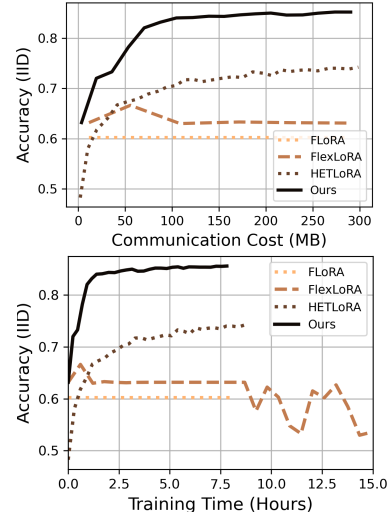 Accuracy (IID)
0.8
0.7
0.6
0.5
FLoRA
FlexLoRA
HETLoRA
Ours
0 50 100 150 200 250 300
Communication Cost (MB)
Accuracy (IID)
0.8
0.7
0.6
0.5
FLoRA
FlexLoRA
HETLoRA
Ours
0.0 2.5 5.0 7.5 10.0 12.5 15.0
Training Time (Hours)